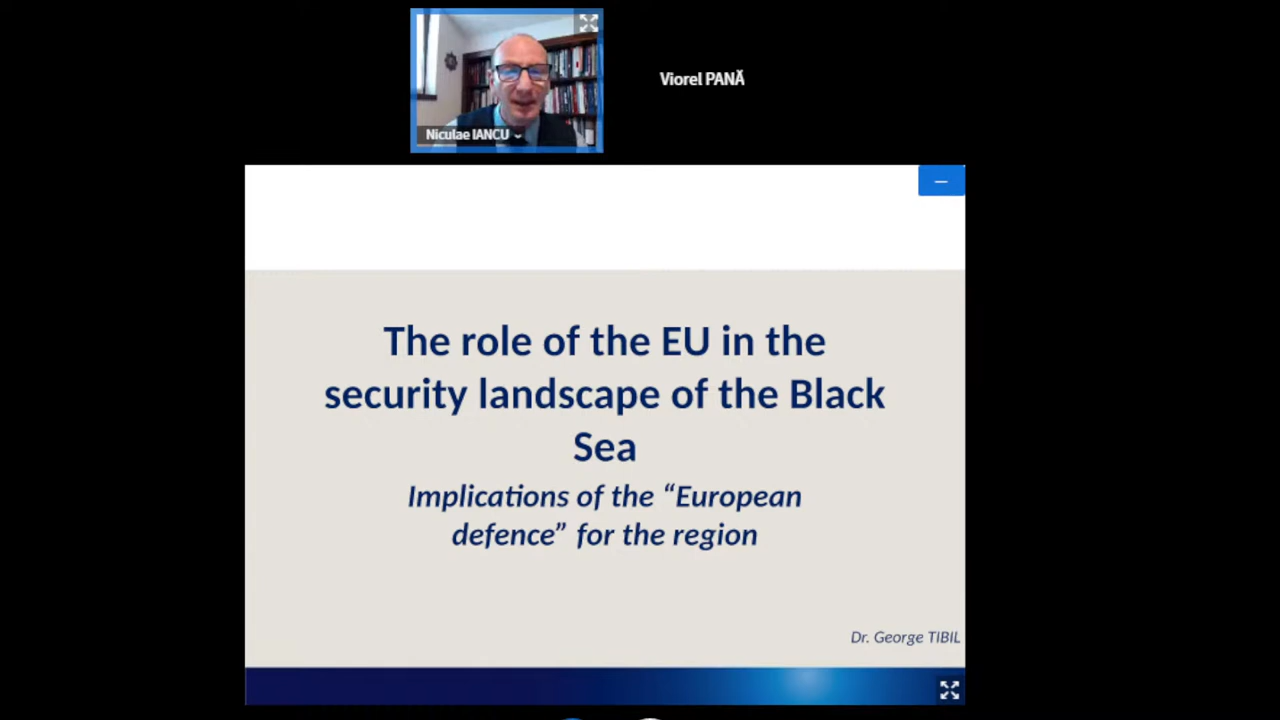 Niculae IANCU
Viorel PANĂ
The role of the EU in the
security landscape of the Black
Sea
Implications of the “European
defence” for the region
Dr. George TIBIL